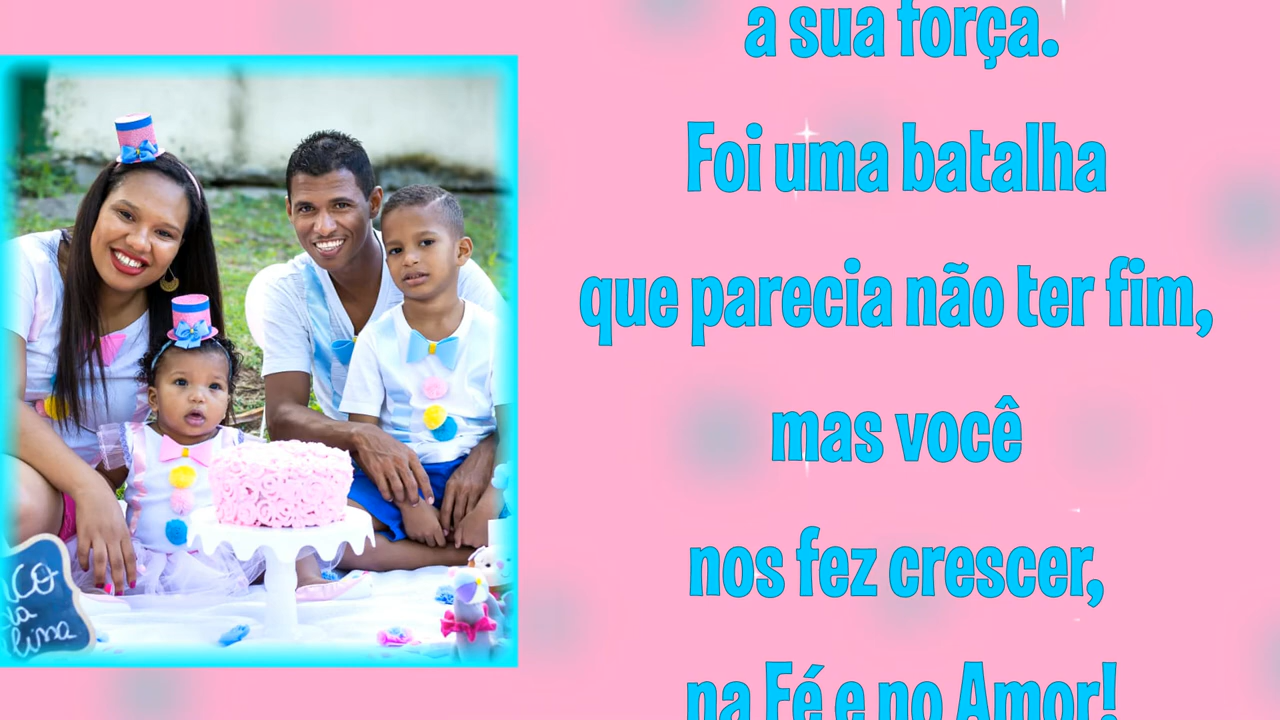 a sua força.
Foi uma batalha
que parecia não ter fim,
mas você
nos fez crescer,
na Fé e no Amor!